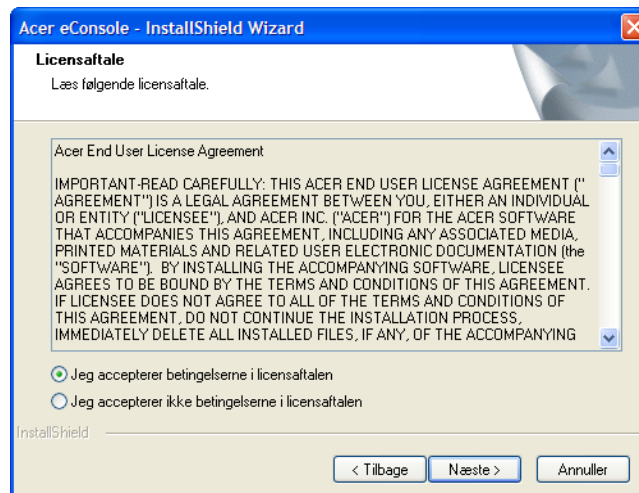 Acer eConsole - InstallShield Wizard
Licensaftale
Læs følgende licensaftale.
Acer End User License Agreement
IMPORTANT-READ CAREFULLY: THIS ACER END USER LICENSE AGREEMENT ("
AGREEMENT") IS A LEGAL AGREEMENT BETWEEN YOU, EITHER AN INDIVIDUAL
OR ENTITY ("LICENSEE"), AND ACER INC. ("ACER") FOR THE ACER SOFTWARE
THAT ACCOMPANIES THIS AGREEMENT, INCLUDING ANY ASSOCIATED MEDIA,
PRINTED MATERIALS AND RELATED USER ELECTRONIC DOCUMENTATION (the
"SOFTWARE"). BY INSTALLING THE ACCOMPANYING SOFTWARE, LICENSEE
AGREES TO BE BOUND BY THE TERMS AND CONDITIONS OF THIS AGREEMENT.
IF LICENSEE DOES NOT AGREE TO ALL OF THE TERMS AND CONDITIONS OF
THIS AGREEMENT, DO NOT CONTINUE THE INSTALLATION PROCESS,
IMMEDIATELY DELETE ALL INSTALLED FILES, IF ANY, OF THE ACCOMPANYING
Jeg accepterer betingelserne i licensaftalen
Jeg accepterer ikke betingelserne i licensaftalen
InstallShield
< Tilbage
Næste >
Annuller